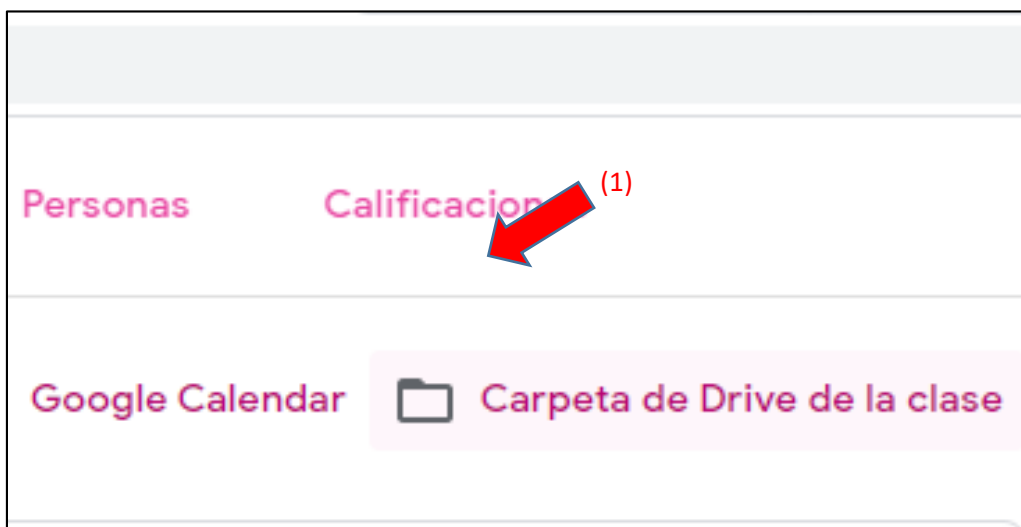 Personas Calificacion (1)
Google Calendar Carpeta de Drive de la clase